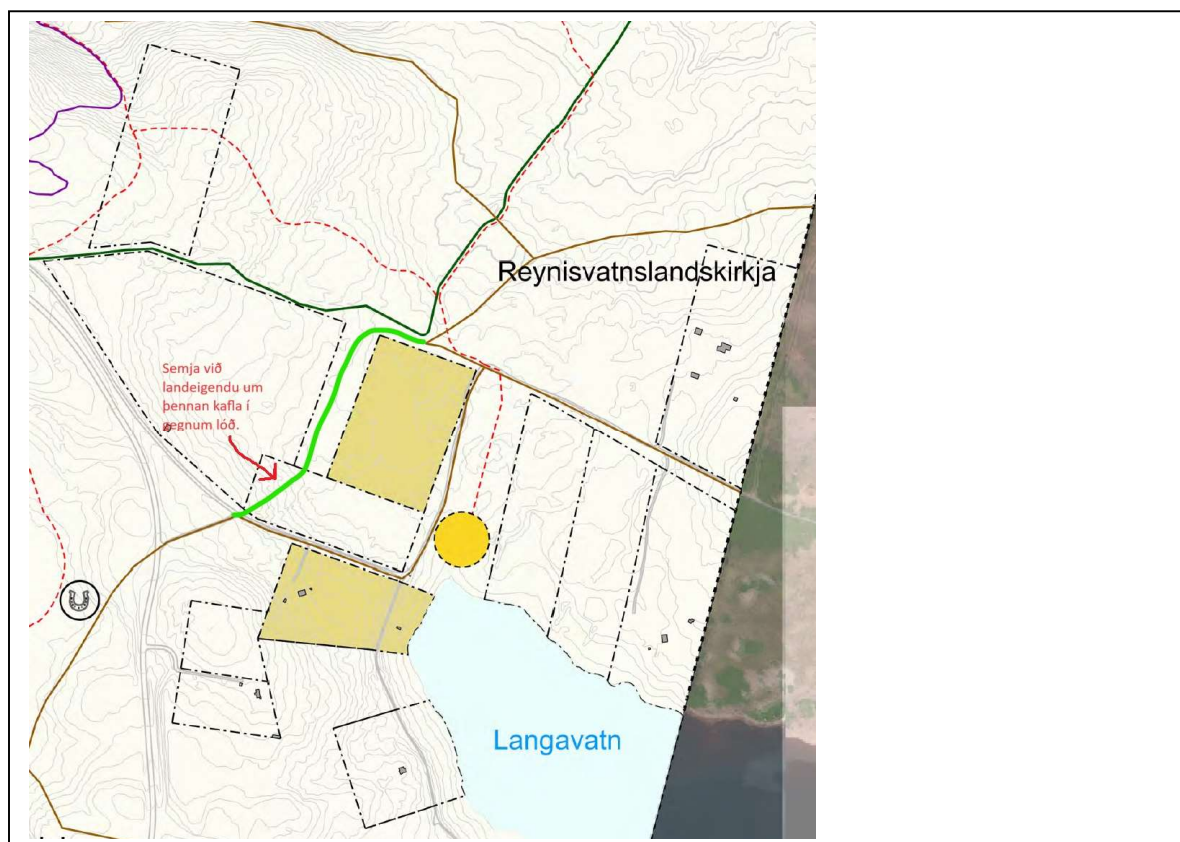 Reynisvatnslandskirkja
Semja við
landeigendu um
þennan kafla í
gegnum lóð.
Langavatn